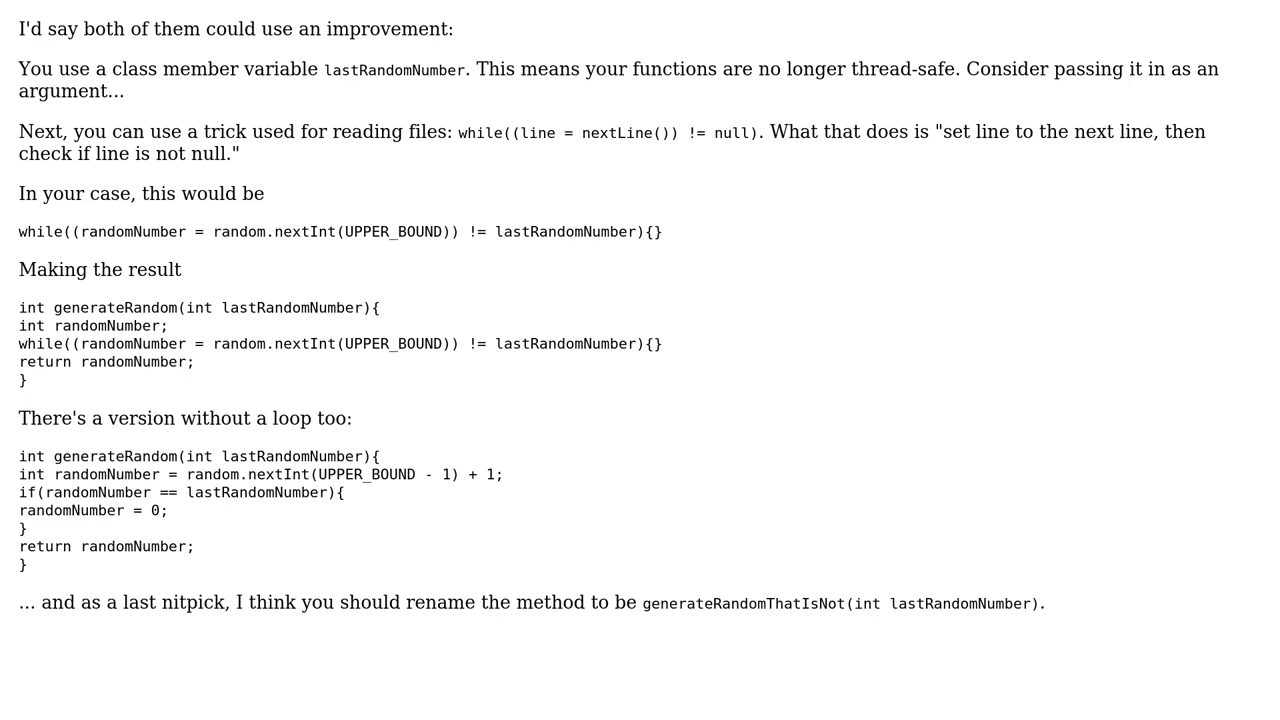 I'd say both of them could use an improvement:
You use a class member variable lastRandomNumber. This means your functions are no longer thread-safe. Consider passing it in as an
argument...
Next, you can use a trick used for reading files: while((line = nextLine()) != null). What that does is "set line to the next line, then
check if line is not null."
In your case, this would be
while((randomNumber = random.nextInt(UPPER_BOUND)) != lastRandomNumber){}
Making the result
int generateRandom(int lastRandomNumber){
int randomNumber;
while((randomNumber = random.nextInt(UPPER_BOUND)) != lastRandomNumber){}
return randomNumber;
}
There's a version without a loop too:
int generateRandom(int lastRandomNumber){
int randomNumber = random.nextInt(UPPER_BOUND - 1) + 1;
if(randomNumber == lastRandomNumber){
randomNumber = 0;
}
return randomNumber;
}
... and as a last nitpick, I think you should rename the method to be generateRandomThatIsNot(int lastRandomNumber).